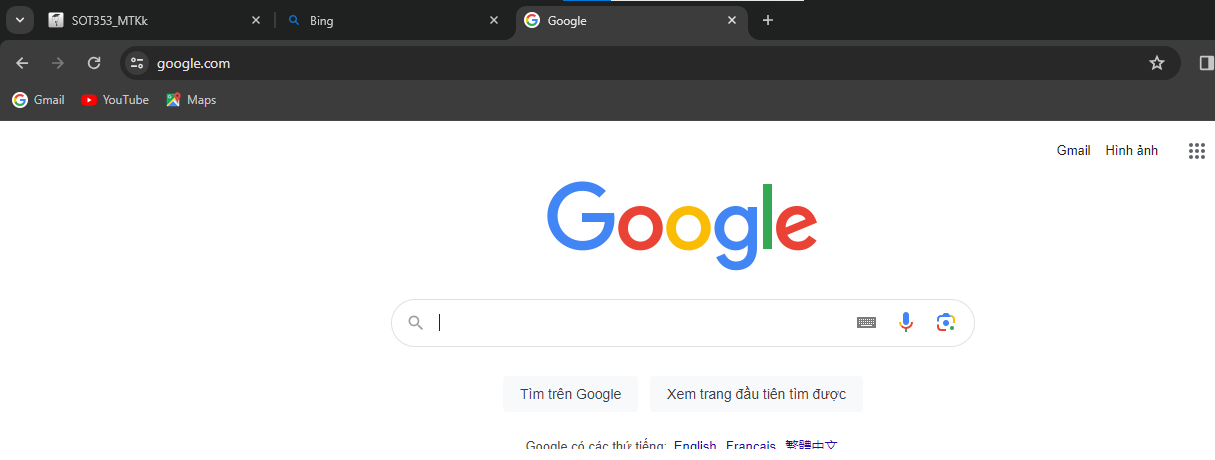 SOT353_MTKk
Bing
Google
google.com
Gmail YouTube Maps
Gmail Hình ảnh
Google
Tìm trên Google Xem trang đầu tiên tìm được
Google có các thứ tiếng: English Français 繁體中文